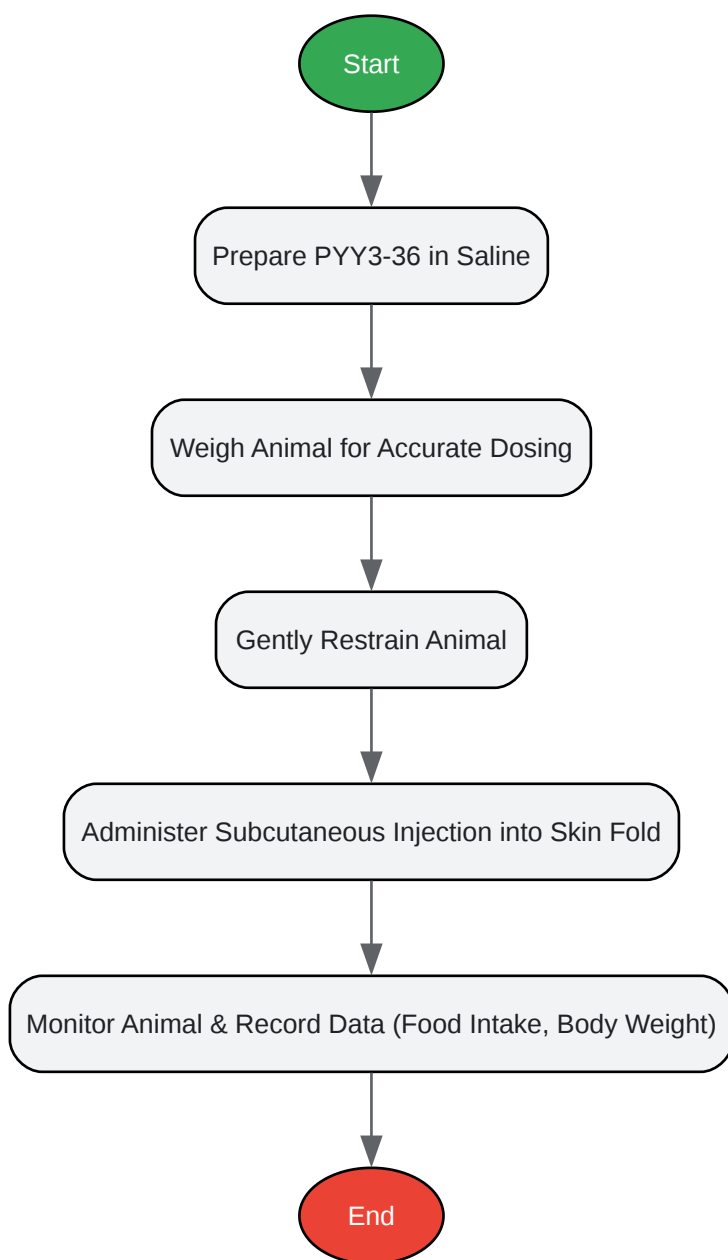 Start
Prepare PYY3-36 in Saline
Weigh Animal for Accurate Dosing
Gently Restrain Animal
Administer Subcutaneous Injection into Skin Fold
Monitor Animal & Record Data (Food Intake, Body Weight)
End